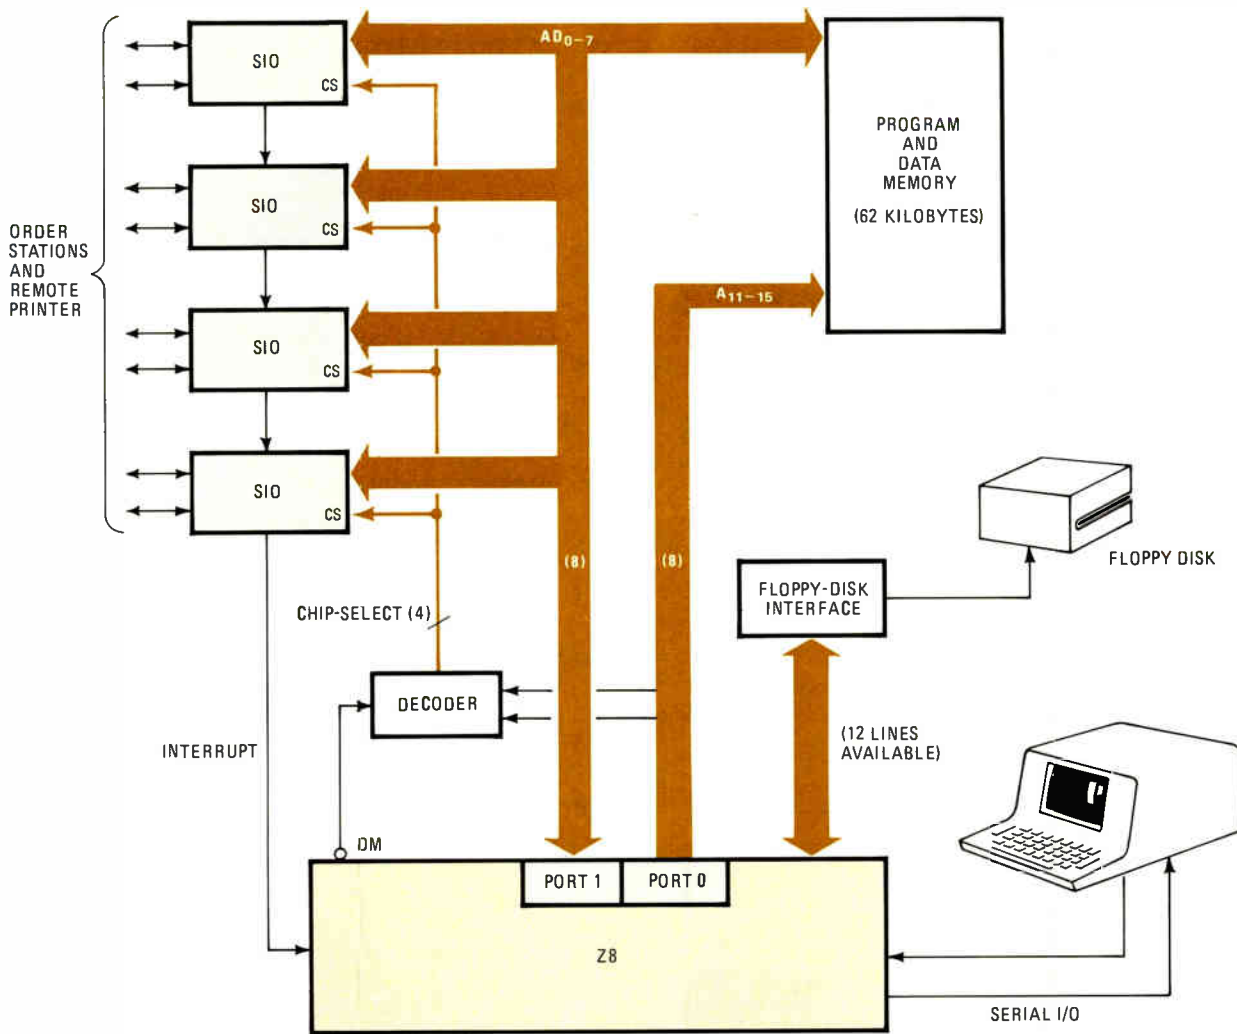 AD0–7
SIO
CS
PROGRAM
AND
DATA
MEMORY
(62 KILOBYTES)
SIO
CS
ORDER
STATIONS
AND
REMOTE
PRINTER
A11–15
SIO
CS
SIO
CS
(8)
(8)
FLOPPY DISK
FLOPPY-DISK
INTERFACE
CHIP-SELECT (4)
DECODER
INTERRUPT
(12 LINES
AVAILABLE)
DM
PORT 1
PORT 0
Z8
SERIAL I/O